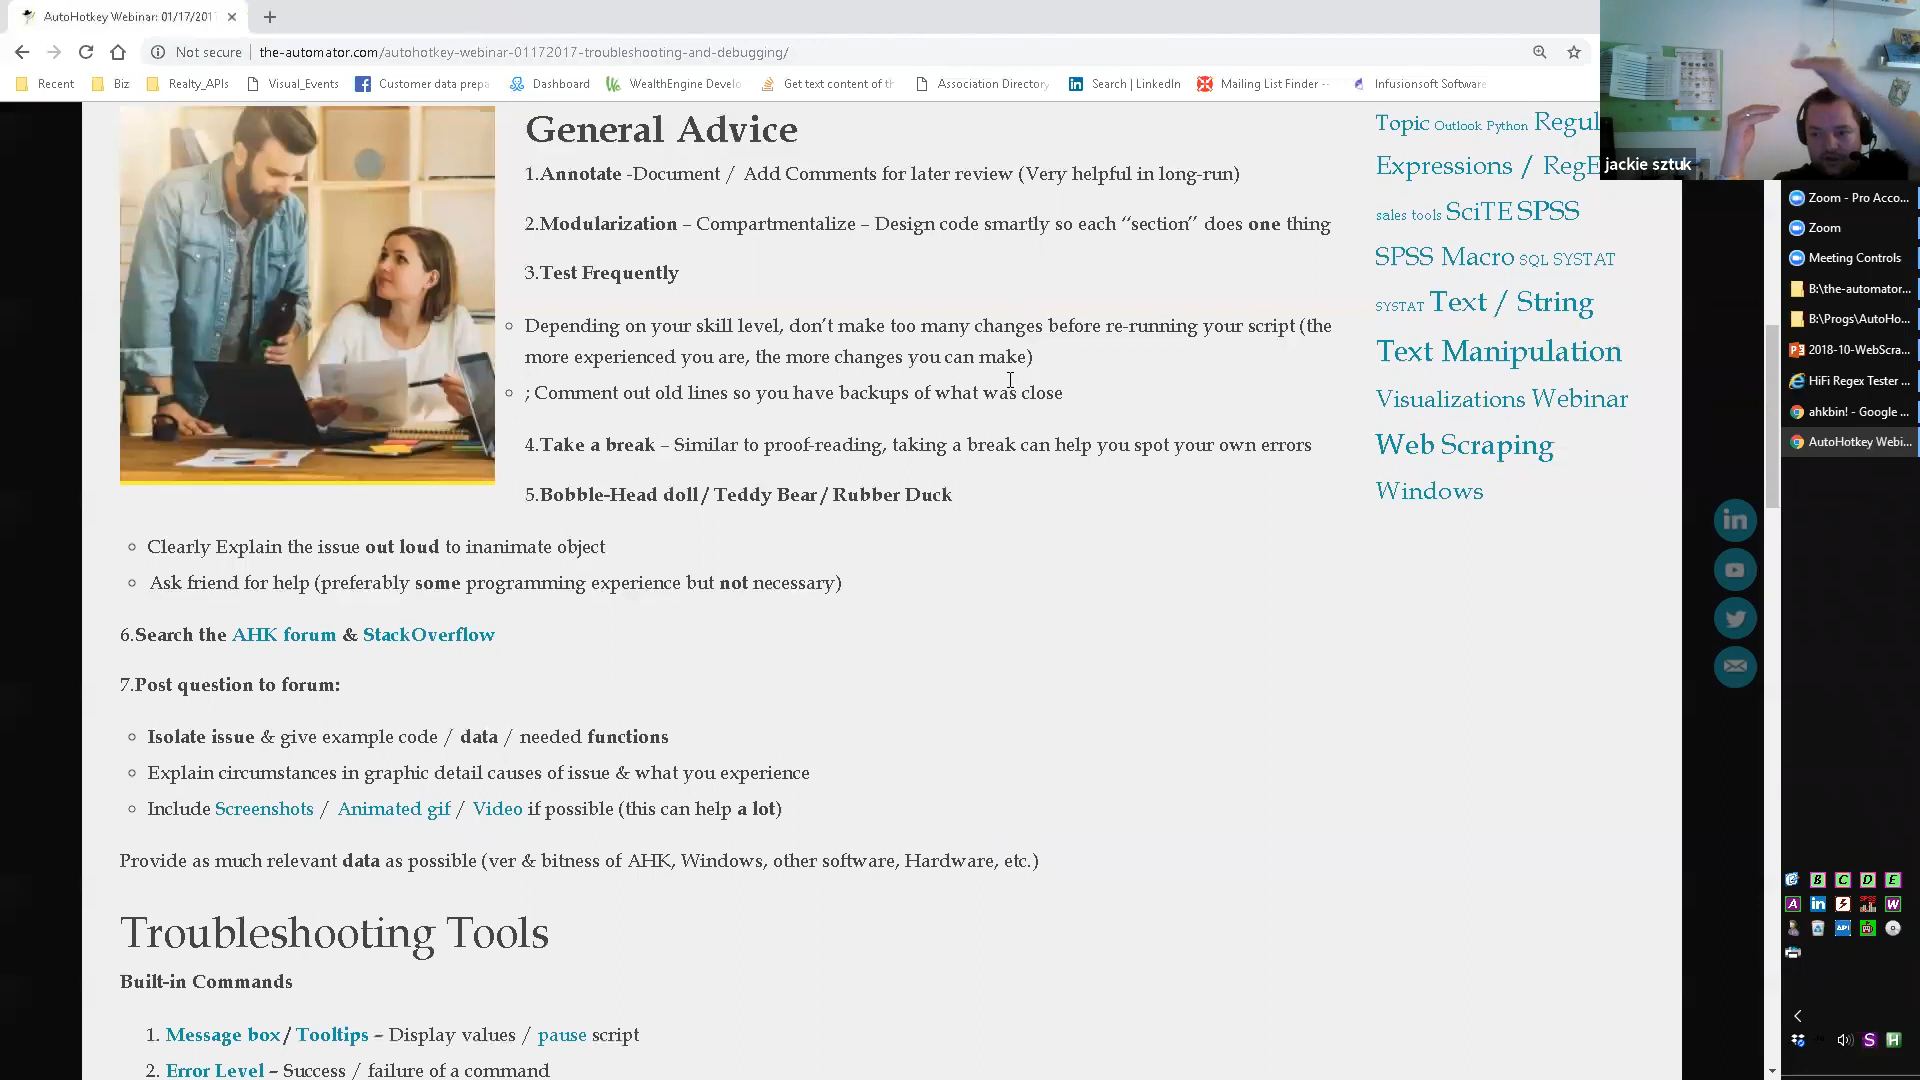 AutoHotkey Webinar: 01/17/201
Not secure
the-automator.com/autohotkey-webinar-01172017-troubleshooting-and-debugging/
Recent
Biz
Realty_APIs
Visual_Events
Customer data prepa
Dashboard
WealthEngine Develo
Get text content of th
Association Directory
Search | LinkedIn
Mailing List Finder --
Infusionsoft Software
General Advice
1.Annotate -Document / Add Comments for later review (Very helpful in long-run)
2.Modularization – Compartmentalize – Design code smartly so each “section” does one thing
3.Test Frequently
Depending on your skill level, don’t make too many changes before re-running your script (the
more experienced you are, the more changes you can make)
; Comment out old lines so you have backups of what was close
4.Take a break – Similar to proof-reading, taking a break can help you spot your own errors
5.Bobble-Head doll / Teddy Bear / Rubber Duck
Clearly Explain the issue out loud to inanimate object
Ask friend for help (preferably some programming experience but not necessary)
6.Search the AHK forum & StackOverflow
7.Post question to forum:
Isolate issue & give example code / data / needed functions
Explain circumstances in graphic detail causes of issue & what you experience
Include Screenshots / Animated gif / Video if possible (this can help a lot)
Provide as much relevant data as possible (ver & bitness of AHK, Windows, other software, Hardware, etc.)
Troubleshooting Tools
Built-in Commands
1. Message box / Tooltips – Display values / pause script
2. Error Level – Success / failure of a command
Topic Outlook Python Regul
Expressions / RegE
sales tools SciTE SPSS
SPSS Macro SQL SYSTAT
SYSTAT Text / String
Text Manipulation
Visualizations Webinar
Web Scraping
Windows
jackie sztuk
Zoom - Pro Acco...
Zoom
Meeting Controls
B:\the-automator...
B:\Progs\AutoHo...
2018-10-WebScra...
HiFi Regex Tester ...
ahkbin! - Google ...
AutoHotkey Webi...
B C D E
A in W
API
S H